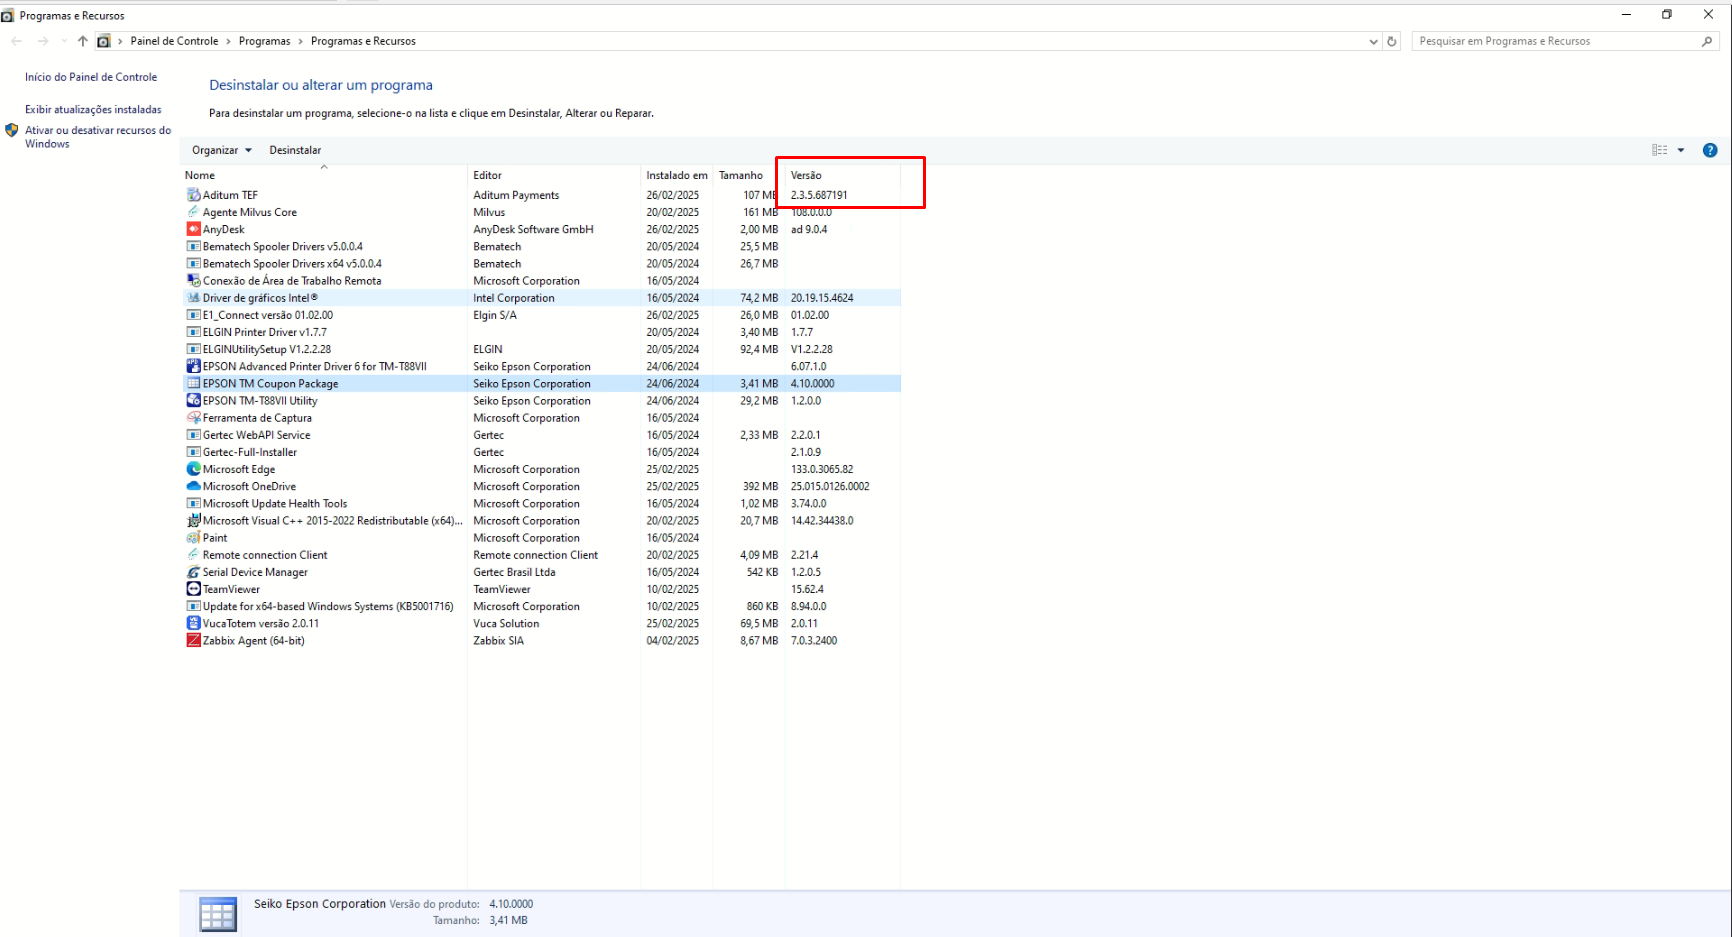 Programas e Recursos
Painel de Controle > Programas > Programas e Recursos
Pesquisar em Programas e Recursos
Início do Painel de Controle
Exibir atualizações instaladas
Ativar ou desativar recursos do
Windows
Desinstalar ou alterar um programa
Para desinstalar um programa, selecione-o na lista e clique em Desinstalar, Alterar ou Reparar.
Organizar Desinstalar
?
Nome Editor Instalado em Tamanho Versão
Aditum TEF Aditum Payments 26/02/2025 107 MB 2.3.5.687191
Agente Milvus Core Milvus 20/02/2025 161 MB 108.0.0.0
AnyDesk AnyDesk Software GmbH 26/02/2025 2,00 MB ad 9.0.4
Bematech Spooler Drivers v5.0.0.4 Bematech 20/05/2024 25,5 MB
Bematech Spooler Drivers x64 v5.0.0.4 Bematech 20/05/2024 26,7 MB
Conexão de Área de Trabalho Remota Microsoft Corporation 16/05/2024
Driver de gráficos Intel® Intel Corporation 16/05/2024 74,2 MB 20.19.15.4624
E1_Connect versão 01.02.00 Elgin S/A 26/02/2025 26,0 MB 01.02.00
ELGIN Printer Driver v1.7.7 20/05/2024 3,40 MB 1.7.7
ELGINUtilitySetup V1.2.2.28 ELGIN 20/05/2024 92,4 MB V1.2.2.28
EPSON Advanced Printer Driver 6 for TM-T88VII Seiko Epson Corporation 24/06/2024 6.07.1.0
EPSON TM Coupon Package Seiko Epson Corporation 24/06/2024 3,41 MB 4.10.0000
EPSON TM-T88VII Utility Seiko Epson Corporation 24/06/2024 29,2 MB 1.2.0.0
Ferramenta de Captura Microsoft Corporation 16/05/2024
Gertec WebAPI Service Gertec 16/05/2024 2,33 MB 2.2.0.1
Gertec-Full-Installer Gertec 16/05/2024 2.1.0.9
Microsoft Edge Microsoft Corporation 25/02/2025 133.0.3065.82
Microsoft OneDrive Microsoft Corporation 25/02/2025 392 MB 25.015.0126.0002
Microsoft Update Health Tools Microsoft Corporation 16/05/2024 1,02 MB 3.74.0.0
Microsoft Visual C++ 2015-2022 Redistributable (x64)... Microsoft Corporation 20/02/2025 20,7 MB 14.42.34438.0
Paint Microsoft Corporation 16/05/2024
Remote connection Client Remote connection Client 20/02/2025 4,09 MB 2.21.4
Serial Device Manager Gertec Brasil Ltda 16/05/2024 542 KB 1.2.0.5
TeamViewer TeamViewer 10/02/2025 15.62.4
Update for x64-based Windows Systems (KB5001716) Microsoft Corporation 10/02/2025 860 KB 8.94.0.0
VucaTotem versão 2.0.11 Vuca Solution 25/02/2025 69,5 MB 2.0.11
Zabbix Agent (64-bit) Zabbix SIA 04/02/2025 8,67 MB 7.0.3.2400
Seiko Epson Corporation Versão do produto: 4.10.0000
Tamanho: 3,41 MB